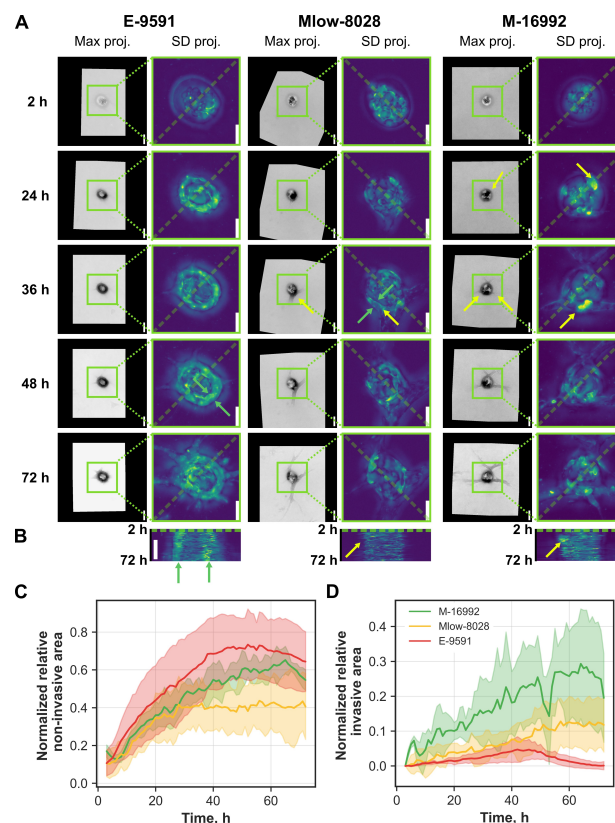 A
E-9591
Mlow-8028
M-16992
Max proj.
SD proj.
Max proj.
SD proj.
Max proj.
SD proj.
2 h
24 h
36 h
48 h
72 h
B
2 h
72 h
2 h
72 h
2 h
72 h
C
Normalized relative
non-invasive area
0.8
0.6
0.4
0.2
0.0
0
20
40
60
Time, h
D
Normalized relative
invasive area
M-16992
Mlow-8028
E-9591
0.4
0.3
0.2
0.1
0.0
0
20
40
60
Time, h